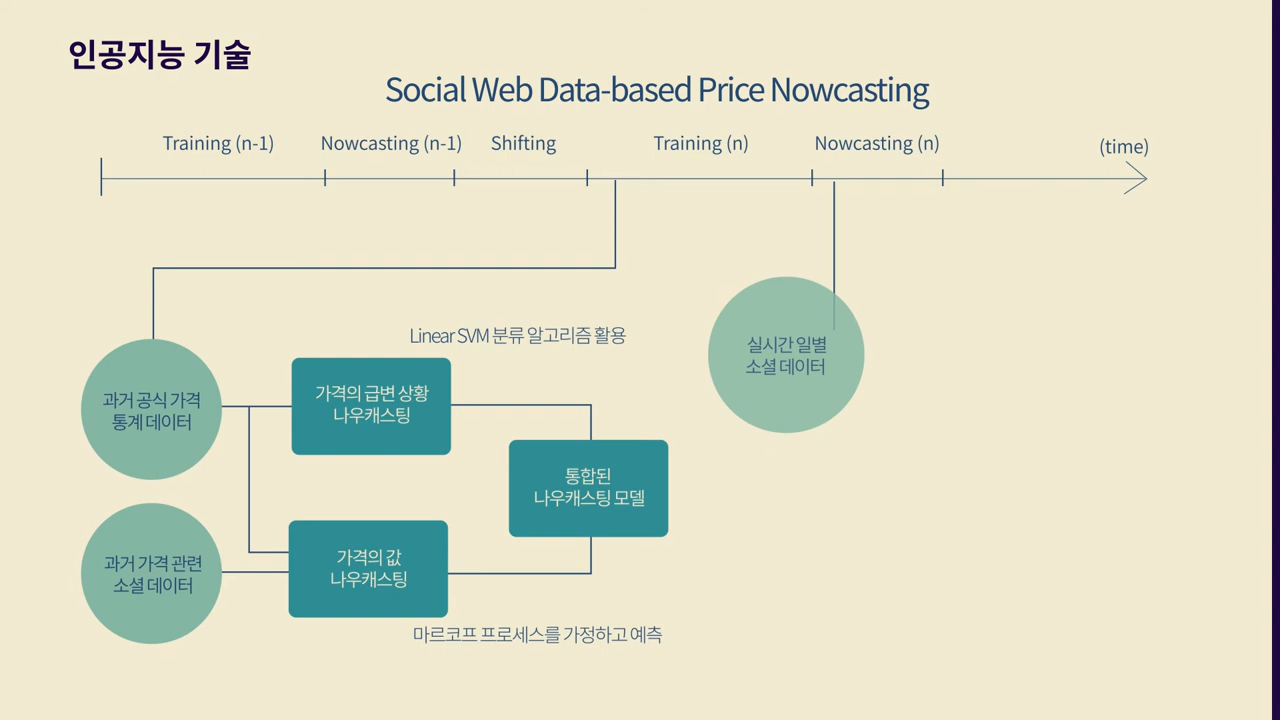 인공지능 기술
Social Web Data-based Price Nowcasting
Training (n-1)
Nowcasting (n-1)
Shifting
Training (n)
Nowcasting (n)
(time)
Linear SVM 분류 알고리즘 활용
실시간 일별
소셜 데이터
과거 공식 가격
통계 데이터
가격의 급변 상황
나우캐스팅
통합된
나우캐스팅 모델
과거 가격 관련
소셜 데이터
가격의 값
나우캐스팅
마르코프 프로세스를 가정하고 예측